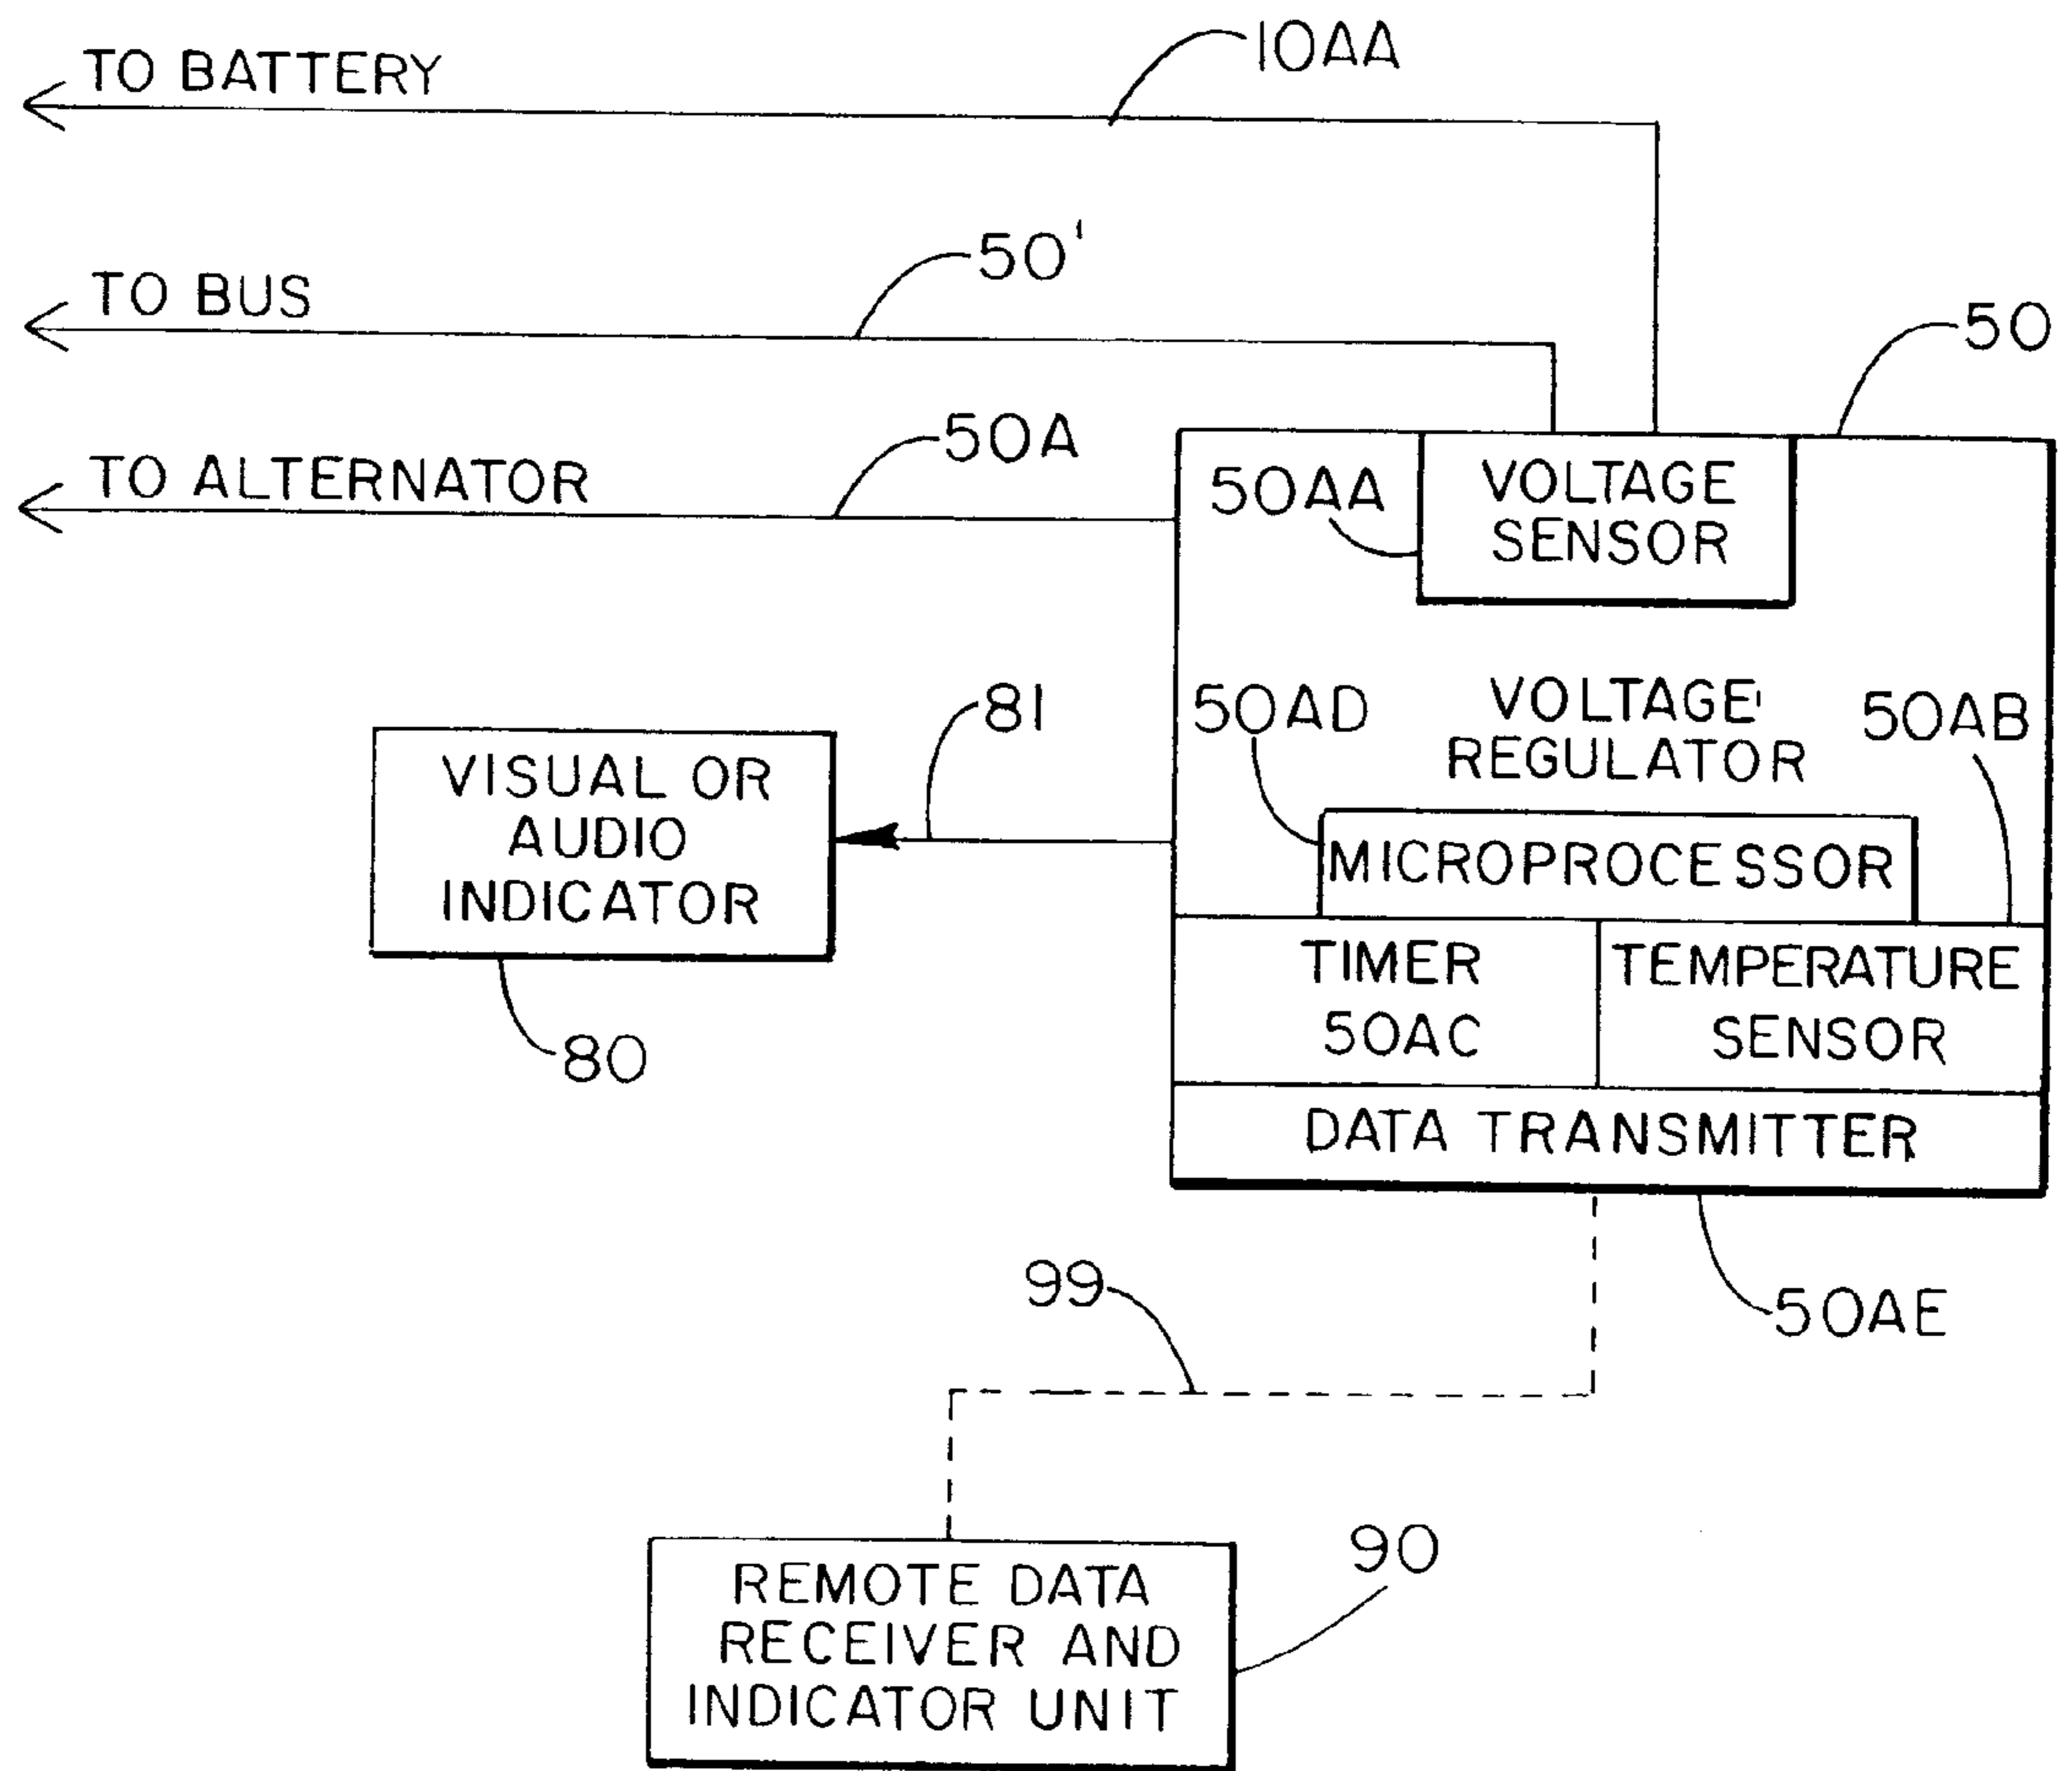 10AA
TO BATTERY
50'
TO BUS
50
50A
TO ALTERNATOR
50AA
VOLTAGE
SENSOR
81
50AD
VOLTAGE
REGULATOR
50AB
VISUAL OR
AUDIO
INDICATOR
MICROPROCESSOR
TIMER
50AC
TEMPERATURE
SENSOR
80
DATA TRANSMITTER
99
50AE
90
REMOTE DATA
RECEIVER AND
INDICATOR UNIT